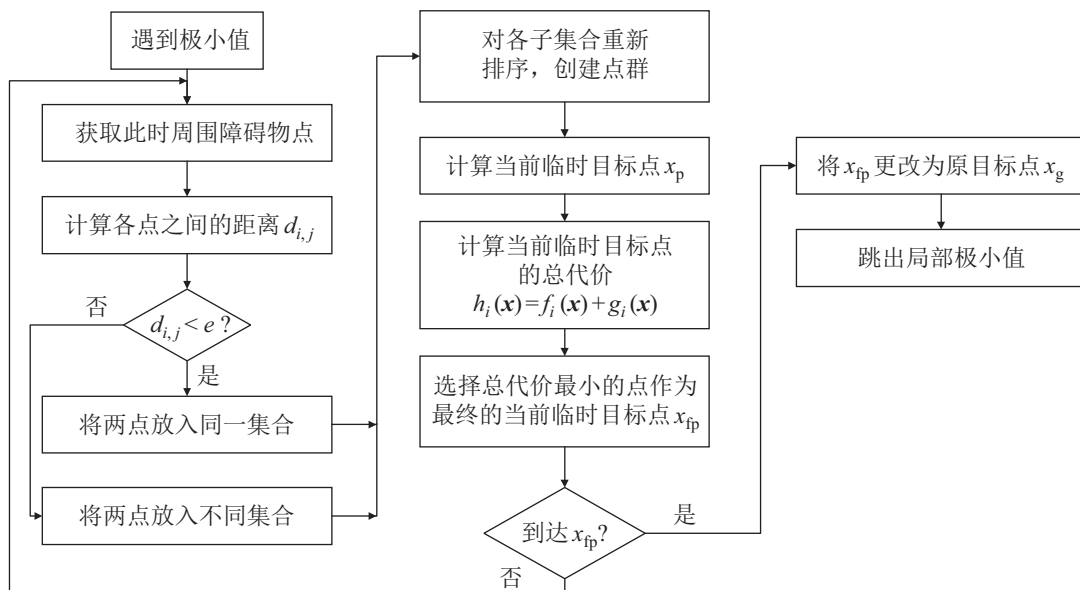 遇到极小值
获取此时周围障碍物点
计算各点之间的距离 d_{i,j}
d_{i,j} < e ?
否
是
将两点放入同一集合
将两点放入不同集合
对各子集合重新
排序，创建点群
计算当前临时目标点 x_p
计算当前临时目标点
的总代价
h_i(x)=f_i(x)+g_i(x)
选择总代价最小的点作为
最终的当前临时目标点 x_{fp}
到达 x_{fp}?
是
否
将 x_{fp} 更改为原目标点 x_g
跳出局部极小值